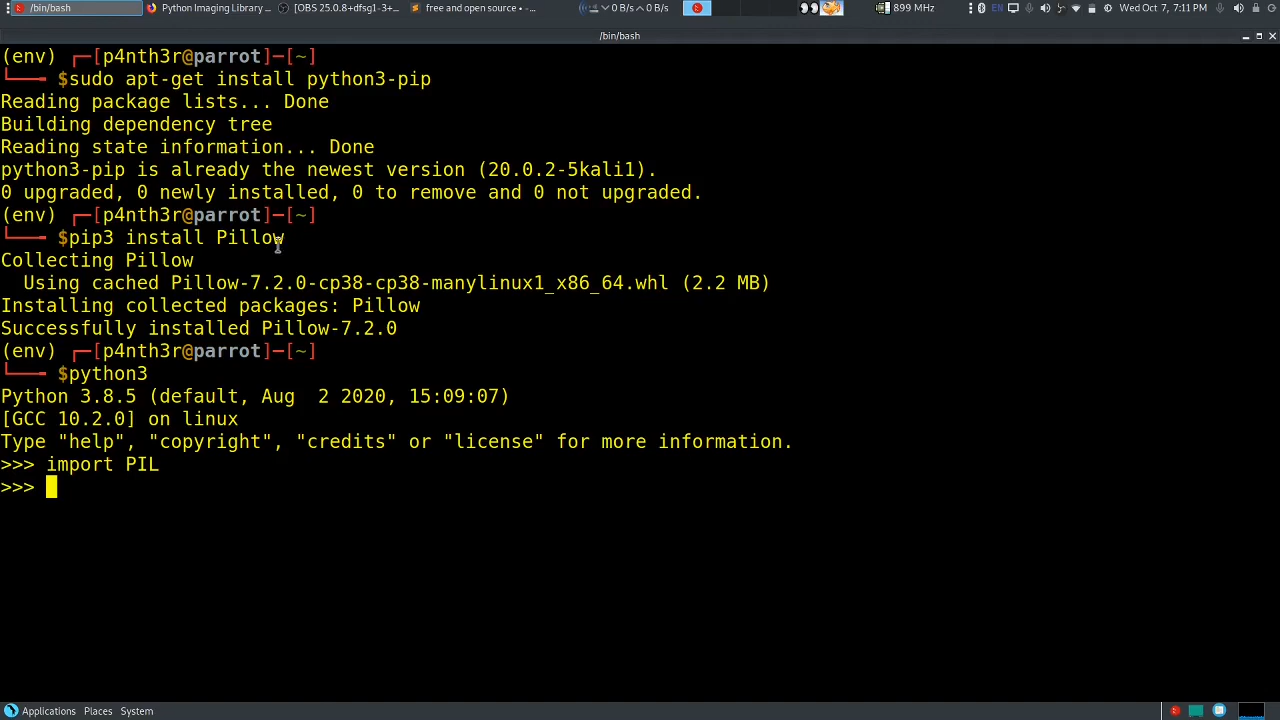 /bin/bash
Python Imaging Library ...
[OBS 25.0.8+dfsg1-3+...
free and open source • -...
0 B/s 0 B/s
899 MHz
EN
Wed Oct 7, 7:11 PM
/bin/bash
(env) ┌─[p4nth3r@parrot]─[~]
└──╼ $sudo apt-get install python3-pip
Reading package lists... Done
Building dependency tree
Reading state information... Done
python3-pip is already the newest version (20.0.2-5kali1).
0 upgraded, 0 newly installed, 0 to remove and 0 not upgraded.
(env) ┌─[p4nth3r@parrot]─[~]
└──╼ $pip3 install Pillow
Collecting Pillow
  Using cached Pillow-7.2.0-cp38-cp38-manylinux1_x86_64.whl (2.2 MB)
Installing collected packages: Pillow
Successfully installed Pillow-7.2.0
(env) ┌─[p4nth3r@parrot]─[~]
└──╼ $python3
Python 3.8.5 (default, Aug  2 2020, 15:09:07)
[GCC 10.2.0] on linux
Type "help", "copyright", "credits" or "license" for more information.
>>> import PIL
>>>
Applications Places System